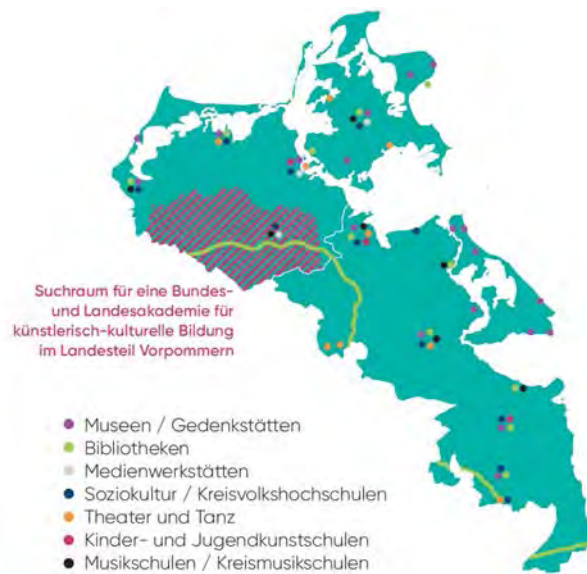 Suchraum für eine Bundes-
und Landesakademie für
künstlerisch-kulturelle Bildung
im Landesteil Vorpommern
Museen / Gedenkstätten
Bibliotheken
Medienwerkstätten
Soziokultur / Kreisvolkshochschulen
Theater und Tanz
Kinder- und Jugendkunstschulen
Musikschulen / Kreismusikschulen